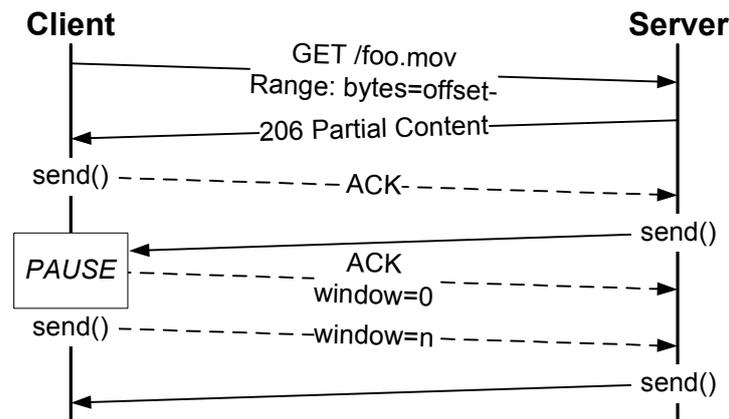 Client
Server
GET /foo.mov
Range: bytes=offset-
206 Partial Content
send()
ACK
send()
PAUSE
ACK
window=0
send()
window=n
send()